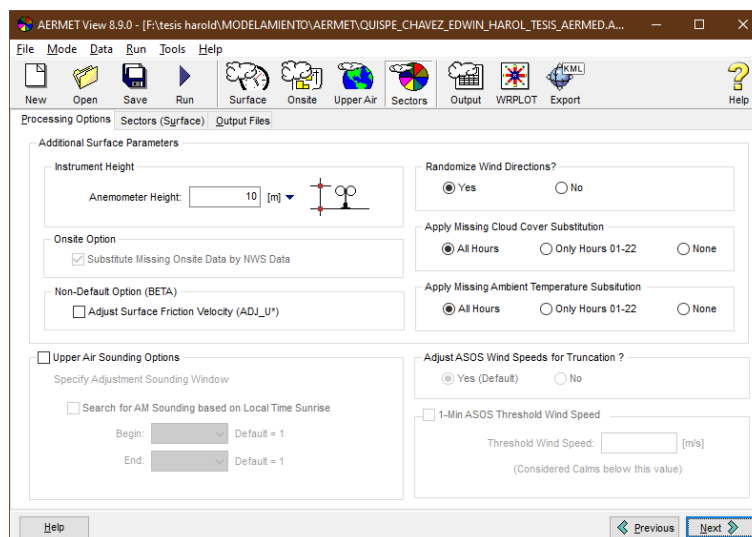 AERMET View 8.9.0 - [F:\tesis harold\MODELAMIENTO\AERMET\QUISPE_CHAVEZ_EDWIN_HAROL_TESIS_AERMED.A...
File Mode Data Run Tools Help
New Open Save Run Surface Onsite Upper Air Sectors Output WRPLOT Export Help
KML
Processing Options Sectors (Surface) Output Files
Additional Surface Parameters
Instrument Height
Anemometer Height: 10 [m]
Randomize Wind Directions?
Yes No
Onsite Option
Substitute Missing Onsite Data by NWS Data
Apply Missing Cloud Cover Substitution
All Hours Only Hours 01-22 None
Non-Default Option (BETA)
Adjust Surface Friction Velocity (ADJ_U*)
Apply Missing Ambient Temperature Subsitution
All Hours Only Hours 01-22 None
Upper Air Sounding Options
Specify Adjustment Sounding Window
Search for AM Sounding based on Local Time Sunrise
Begin: Default = 1
End: Default = 1
Adjust ASOS Wind Speeds for Truncation ?
Yes (Default) No
1-Min ASOS Threshold Wind Speed
Threshold Wind Speed: [m/s]
(Considered Calms below this value)
Help Previous Next